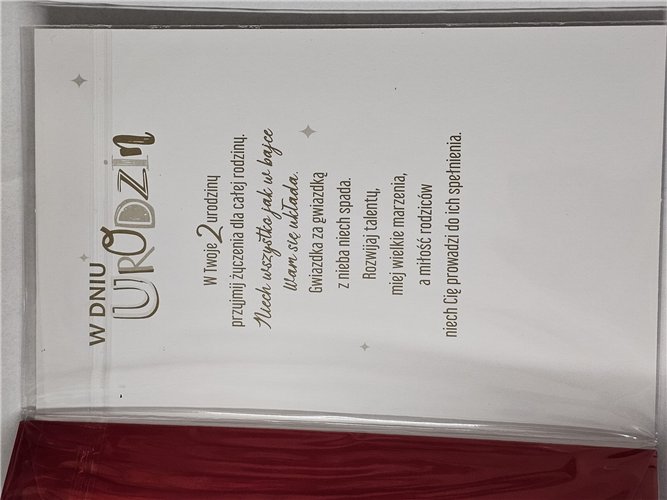 W DNIU
URODZIN
W Twoje 2 urodziny
przyjmij życzenia dla całej rodziny.
Niech wszystko jak w bajce
wam się układa.
Gwiazdka za gwiazdką
z nieba niech spada.
Rozwijaj talenty,
miej wielkie marzenia,
a miłość rodziców
niech Cię prowadzi do ich spełnienia.